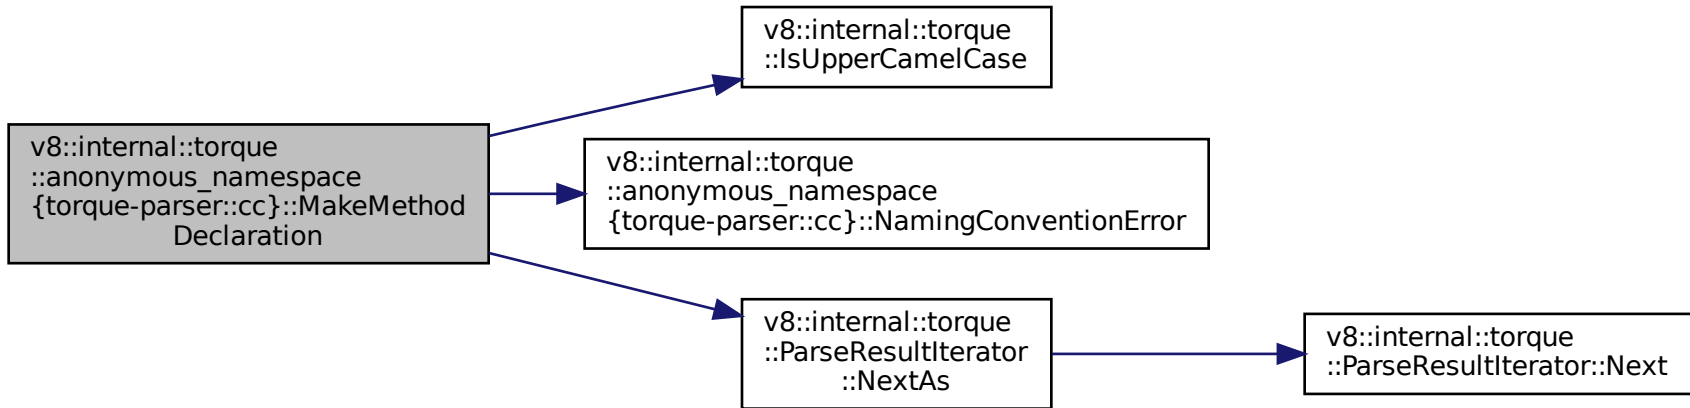 v8::internal::torque
::anonymous_namespace
{torque-parser::cc}::MakeMethod
Declaration
v8::internal::torque
::IsUpperCamelCase
v8::internal::torque
::anonymous_namespace
{torque-parser::cc}::NamingConventionError
v8::internal::torque
::ParseResultIterator
::NextAs
v8::internal::torque
::ParseResultIterator::Next